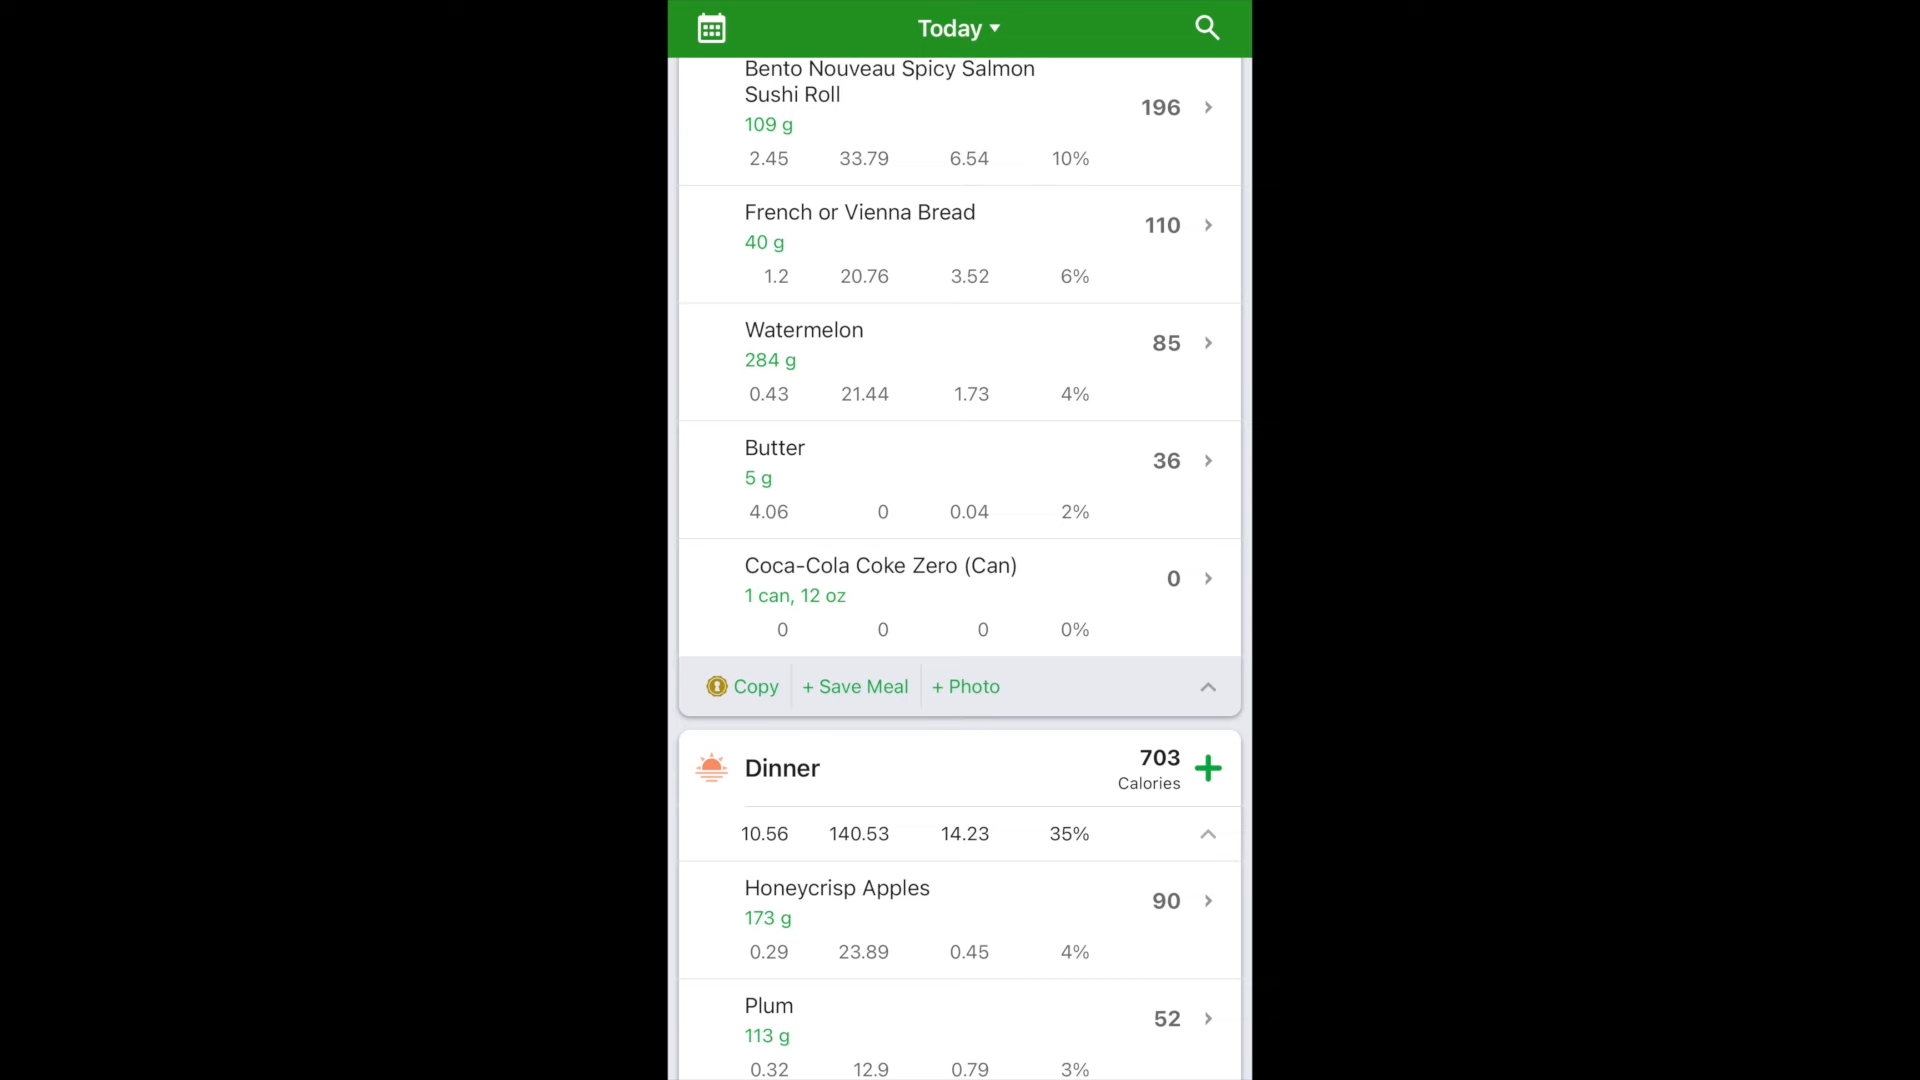 Today
Bento Nouveau Spicy Salmon
Sushi Roll
196
109 g
2.45 33.79 6.54 10%
French or Vienna Bread
110
40 g
1.2 20.76 3.52 6%
Watermelon
85
284 g
0.43 21.44 1.73 4%
Butter
36
5 g
4.06 0 0.04 2%
Coca-Cola Coke Zero (Can)
0
1 can, 12 oz
0 0 0 0%
Copy + Save Meal + Photo
Dinner
703
Calories
10.56 140.53 14.23 35%
Honeycrisp Apples
90
173 g
0.29 23.89 0.45 4%
Plum
52
113 g
0.32 12.9 0.79 3%